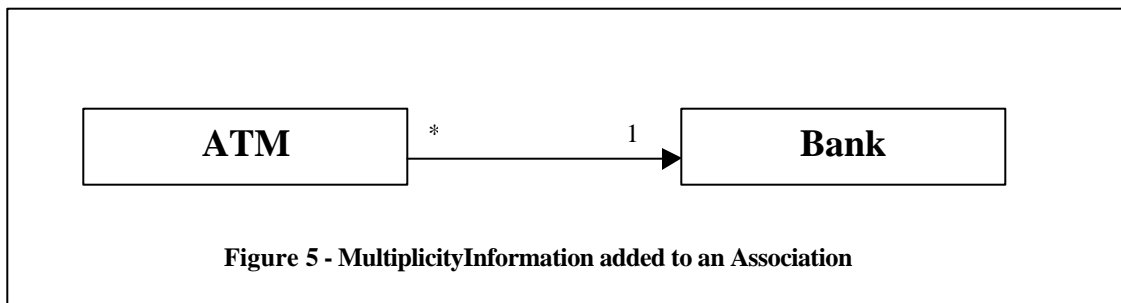 ATM * 1 Bank
Figure 5 - MultiplicityInformation added to an Association